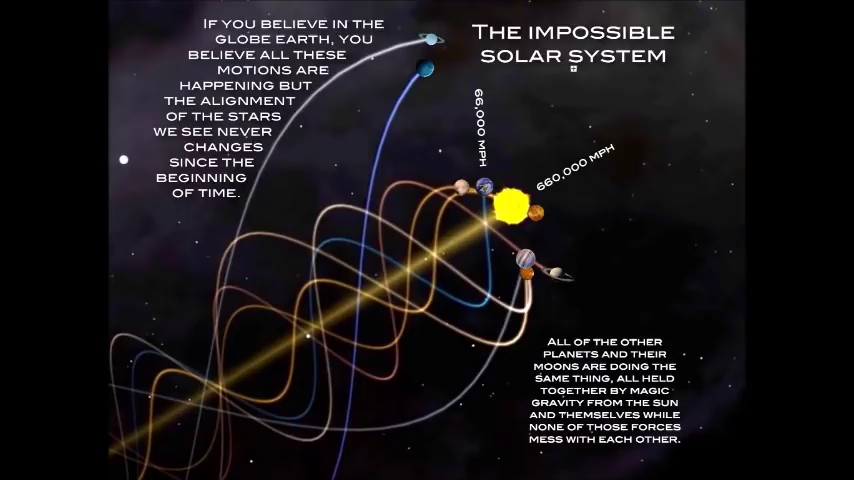 If you believe in the
globe earth, you
believe all these
motions are
happening but
the alignment
of the stars
we see never
changes
since the
beginning
of time.
The impossible
solar system
66,000 mph
660,000 mph
All of the other
planets and their
moons are doing the
same thing, all held
together by magic
gravity from the sun
and themselves while
none of those forces
mess with each other.